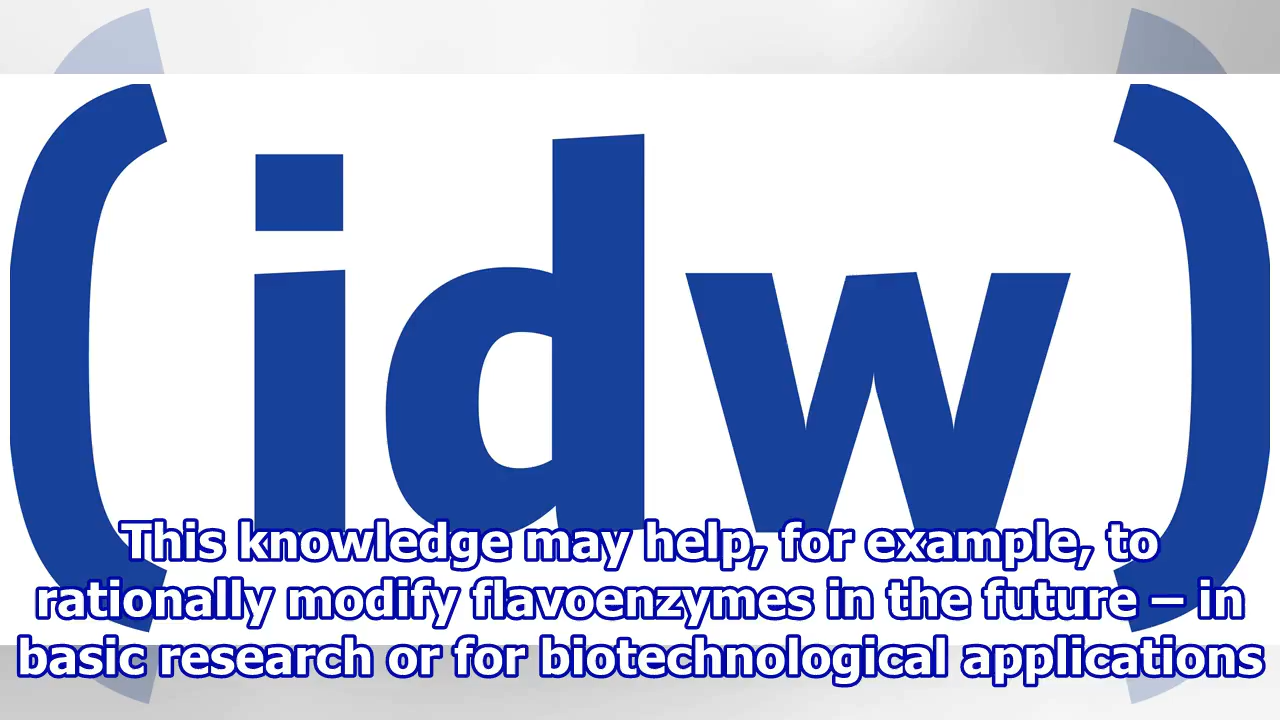 (idw)
This knowledge may help, for example, to
rationally modify flavoenzymes in the future – in
basic research or for biotechnological applications